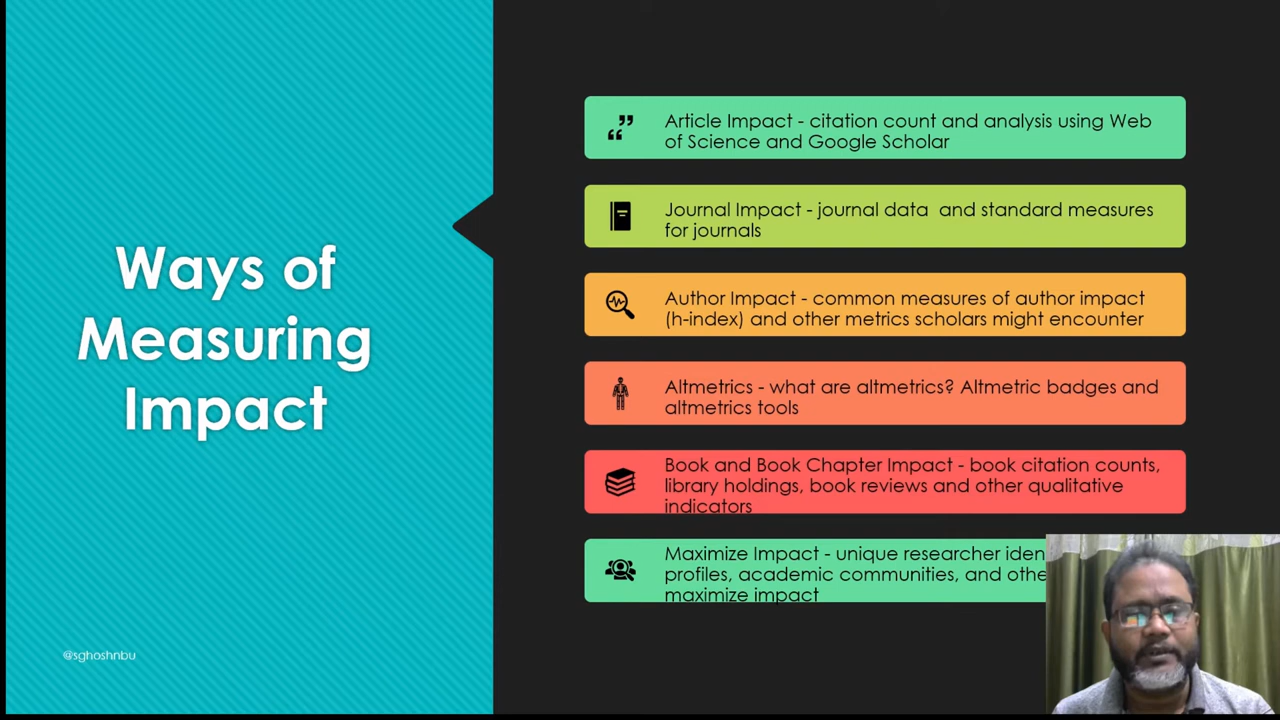 Ways of
Measuring
Impact
@sghoshnbu
Article Impact - citation count and analysis using Web
of Science and Google Scholar
Journal Impact - journal data  and standard measures
for journals
Author Impact - common measures of author impact
(h-index) and other metrics scholars might encounter
Altmetrics - what are altmetrics? Altmetric badges and
altmetrics tools
Book and Book Chapter Impact - book citation counts,
library holdings, book reviews and other qualitative
indicators
Maximize Impact - unique researcher
profiles, academic communities, and
maximize impact